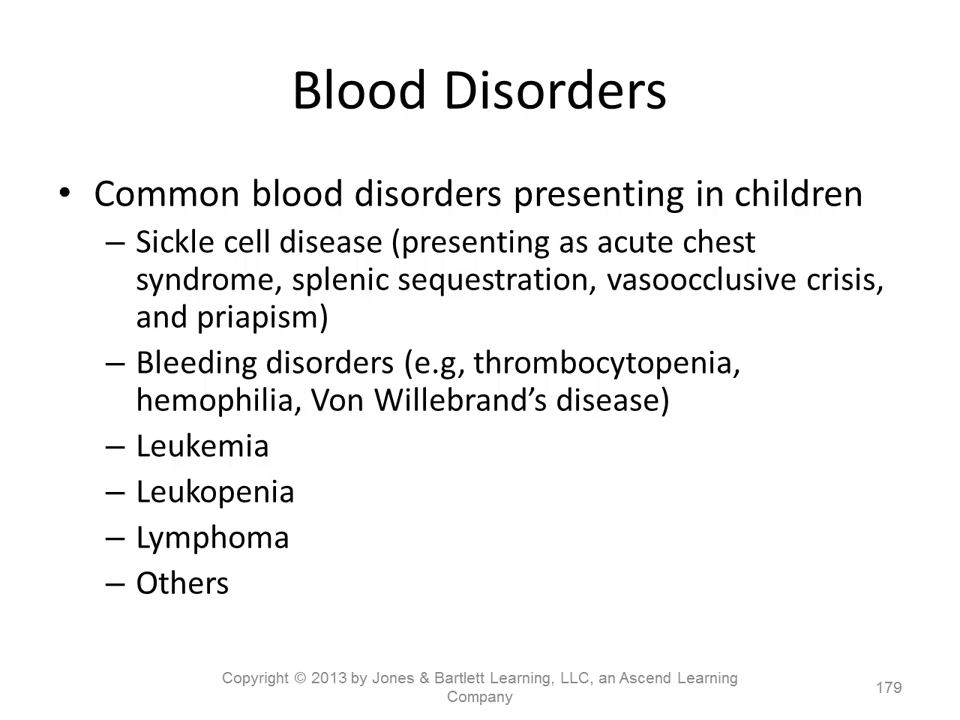 Blood Disorders
• Common blood disorders presenting in children
– Sickle cell disease (presenting as acute chest
syndrome, splenic sequestration, vasoocclusive crisis,
and priapism)
– Bleeding disorders (e.g, thrombocytopenia,
hemophilia, Von Willebrand’s disease)
– Leukemia
– Leukopenia
– Lymphoma
– Others
Copyright © 2013 by Jones & Bartlett Learning, LLC, an Ascend Learning
Company
179